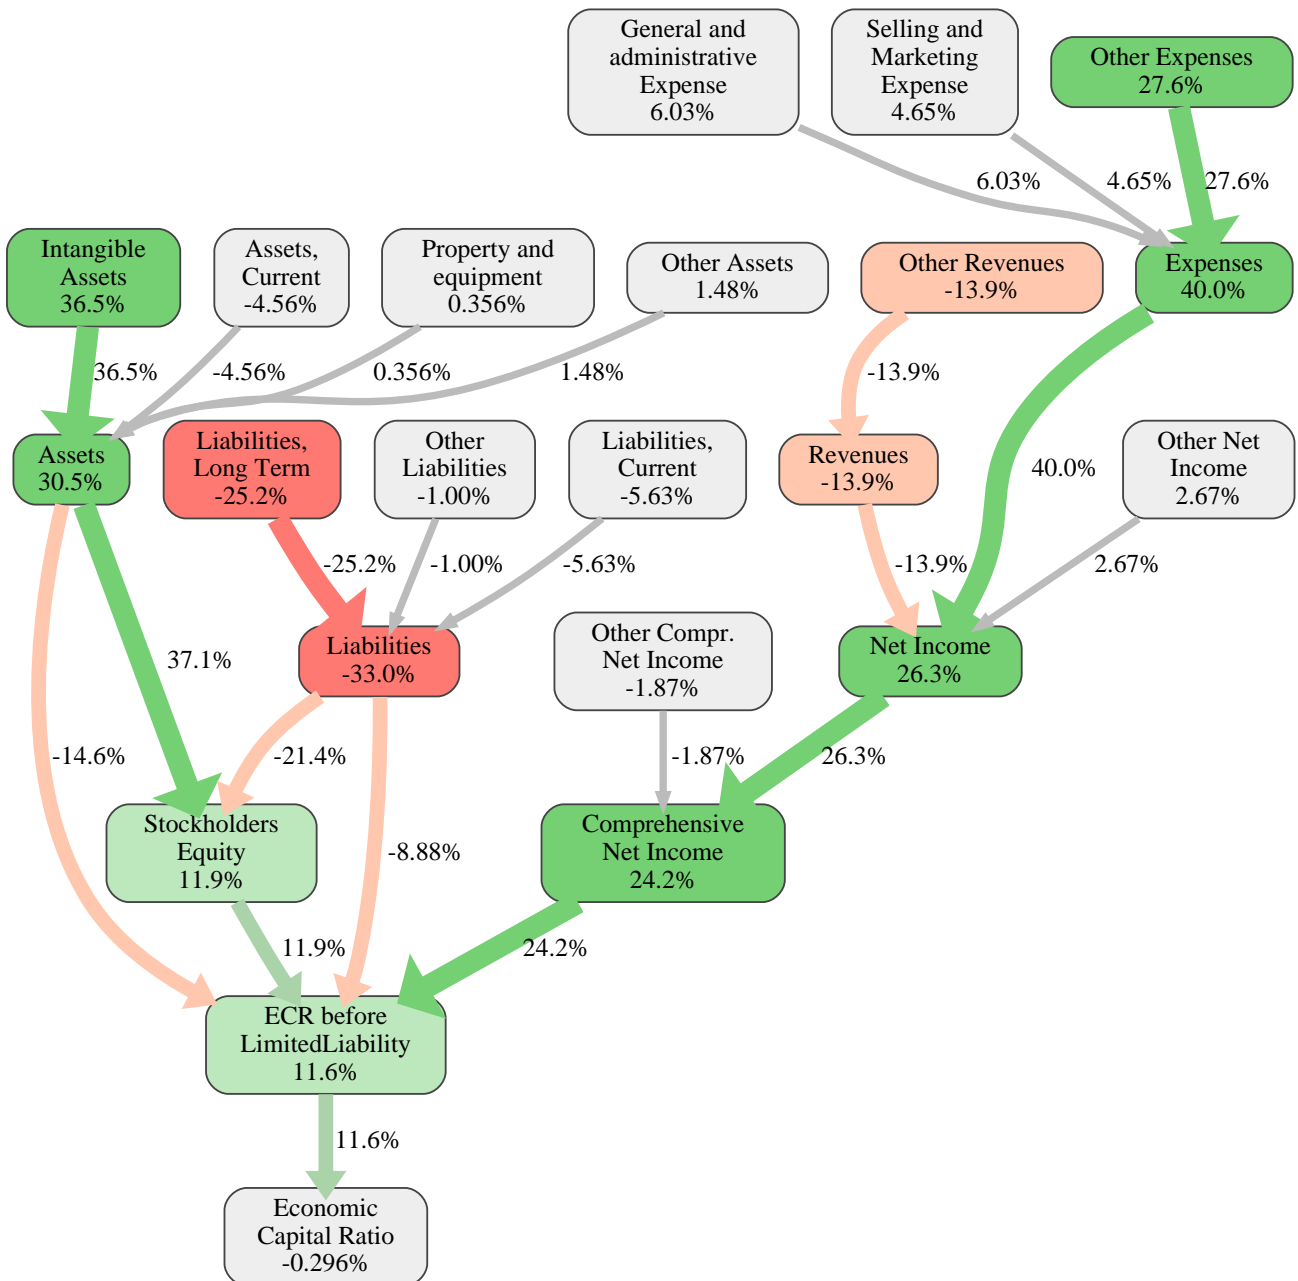 General and
administrative
Expense
6.03%
Selling and
Marketing
Expense
4.65%
Other Expenses
27.6%
6.03%
4.65%
27.6%
Intangible
Assets
36.5%
Assets,
Current
-4.56%
Property and
equipment
0.356%
Other Assets
1.48%
Other Revenues
-13.9%
Expenses
40.0%
36.5%
-4.56%
0.356%
1.48%
-13.9%
Assets
30.5%
Liabilities,
Long Term
-25.2%
Other
Liabilities
-1.00%
Liabilities,
Current
-5.63%
Revenues
-13.9%
40.0%
Other Net
Income
2.67%
-25.2%
-1.00%
-5.63%
-13.9%
2.67%
37.1%
Liabilities
-33.0%
Other Compr.
Net Income
-1.87%
Net Income
26.3%
-14.6%
-21.4%
-1.87%
26.3%
Stockholders
Equity
11.9%
-8.88%
Comprehensive
Net Income
24.2%
11.9%
24.2%
ECR before
LimitedLiability
11.6%
11.6%
Economic
Capital Ratio
-0.296%